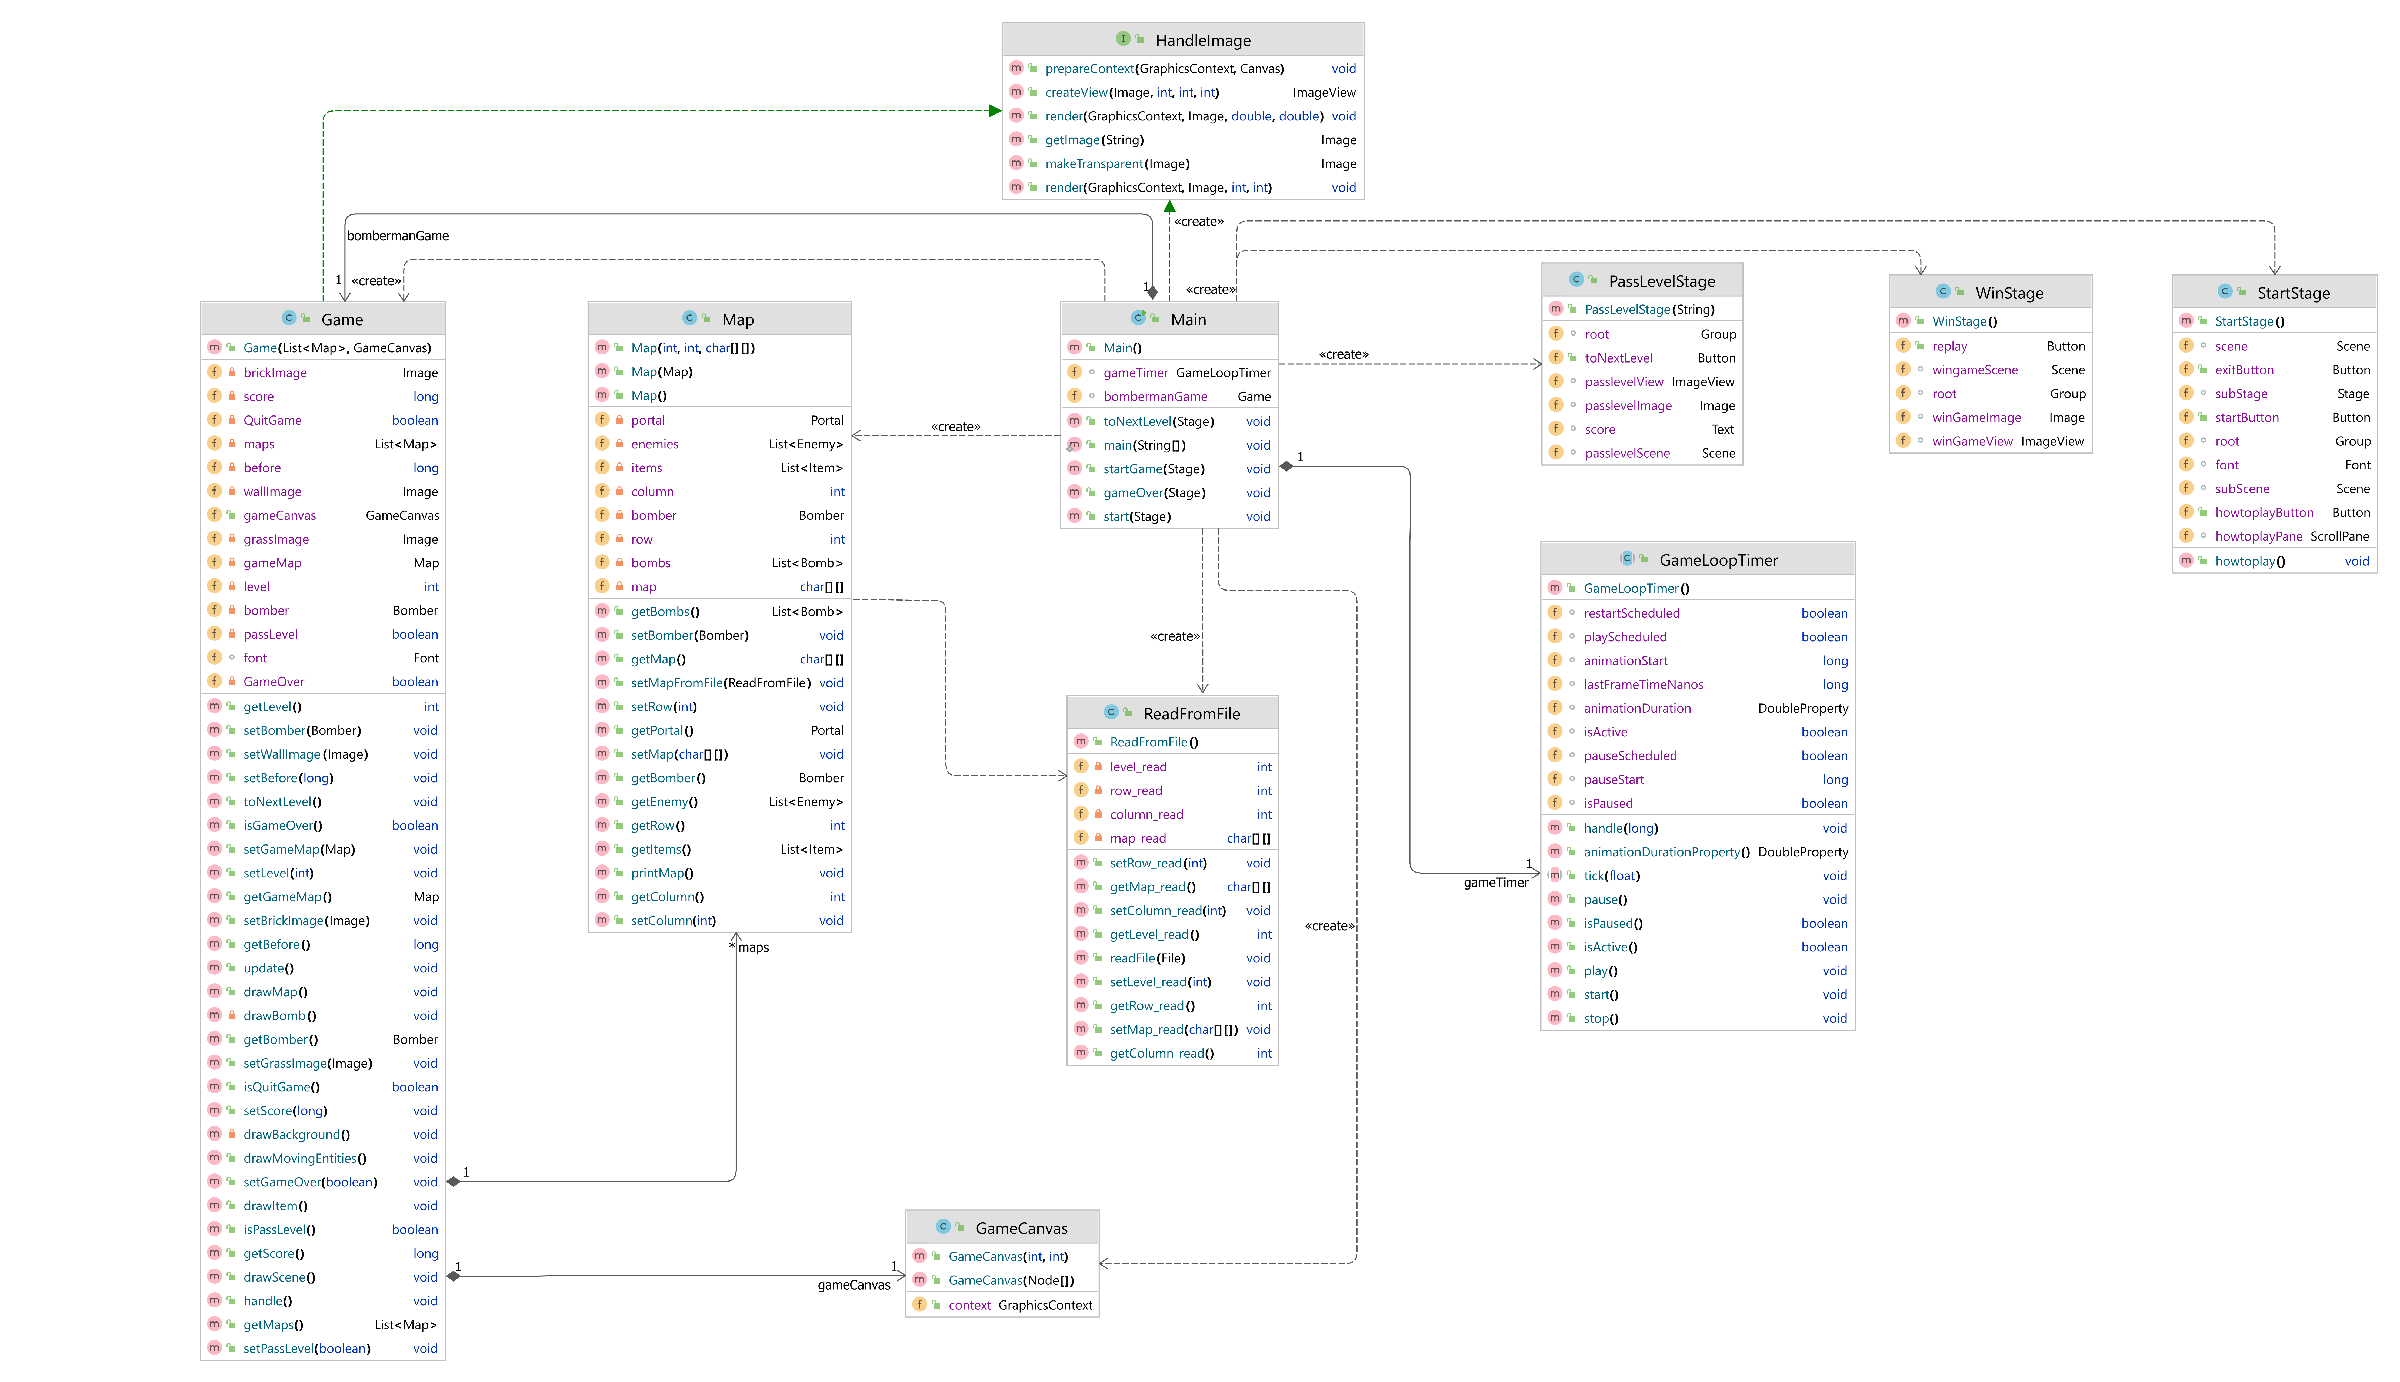 HandleImage
prepareContext(GraphicsContext, Canvas) void
createView(Image, int, int, int) ImageView
render(GraphicsContext, Image, double, double) void
getImage(String) Image
makeTransparent(Image) Image
render(GraphicsContext, Image, int, int) void
«create»
bombermanGame
1
«create»
1
«create»
Game
Game(List<Map>, GameCanvas)
brickImage Image
score long
QuitGame boolean
maps List<Map>
before long
wallImage Image
gameCanvas GameCanvas
grassImage Image
gameMap Map
level int
bomber Bomber
passLevel boolean
font Font
GameOver boolean
getLevel() int
setBomber(Bomber) void
setWallImage(Image) void
setBefore(long) void
toNextLevel() void
isGameOver() boolean
setGameMap(Map) void
setLevel(int) void
getGameMap() Map
setBrickImage(Image) void
getBefore() long
update() void
drawMap() void
drawBomb() void
getBomber() Bomber
setGrassImage(Image) void
isQuitGame() boolean
setScore(long) void
drawBackground() void
drawMovingEntities() void
setGameOver(boolean) void
drawItem() void
isPassLevel() boolean
getScore() long
drawScene() void
handle() void
getMaps() List<Map>
setPassLevel(boolean) void
Map
Map(int, int, char[][])
Map(Map)
Map()
portal Portal
enemies List<Enemy>
items List<Item>
column int
bomber Bomber
row int
bombs List<Bomb>
map char[][]
getBombs() List<Bomb>
setBomber(Bomber) void
getMap() char[][]
setMapFromFile(ReadFromFile) void
setRow(int) void
getPortal() Portal
setMap(char[][]) void
getBomber() Bomber
getEnemy() List<Enemy>
getRow() int
getItems() List<Item>
printMap() void
getColumn() int
setColumn(int) void
* maps
1
«create»
Main
Main()
gameTimer GameLoopTimer
bombermanGame Game
toNextLevel(Stage) void
main(String[]) void
startGame(Stage) void
gameOver(Stage) void
start(Stage) void
«create»
1
«create»
ReadFromFile
ReadFromFile()
level_read int
row_read int
column_read int
map_read char[][]
setRow_read(int) void
getMap_read() char[][]
setColumn_read(int) void
getLevel_read() int
readFile(File) void
setLevel_read(int) void
getRow_read() int
setMap_read(char[][]) void
getColumn_read() int
«create»
1
1
gameCanvas
GameCanvas
GameCanvas(int, int)
GameCanvas(Node[])
context GraphicsContext
PassLevelStage
PassLevelStage(String)
root Group
toNextLevel Button
passlevelView ImageView
passlevelImage Image
score Text
passlevelScene Scene
WinStage
WinStage()
replay Button
wingameScene Scene
root Group
winGameImage Image
winGameView ImageView
StartStage
StartStage()
scene Scene
exitButton Button
subStage Stage
startButton Button
root Group
font Font
subScene Scene
howtoplayButton Button
howtoplayPane ScrollPane
howtoplay() void
1
gameTimer
GameLoopTimer
GameLoopTimer()
restartScheduled boolean
playScheduled boolean
animationStart long
lastFrameTimeNanos long
animationDuration DoubleProperty
isActive boolean
pauseScheduled boolean
pauseStart long
isPaused boolean
handle(long) void
animationDurationProperty() DoubleProperty
tick(float) void
pause() void
isPaused() boolean
isActive() boolean
play() void
start() void
stop() void